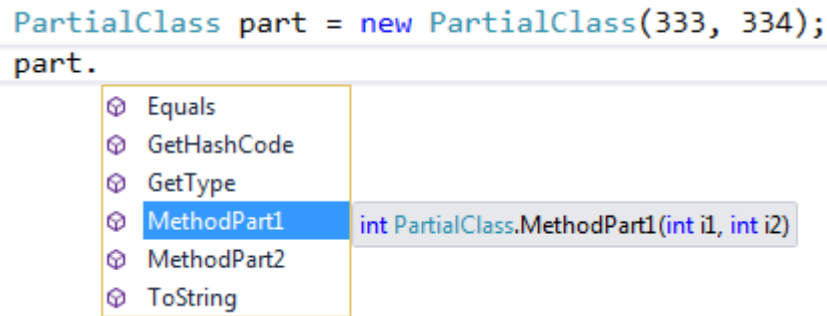 PartialClass part = new PartialClass(333, 334);
part.
Equals
GetHashCode
GetType
MethodPart1 int PartialClass.MethodPart1(int i1, int i2)
MethodPart2
ToString